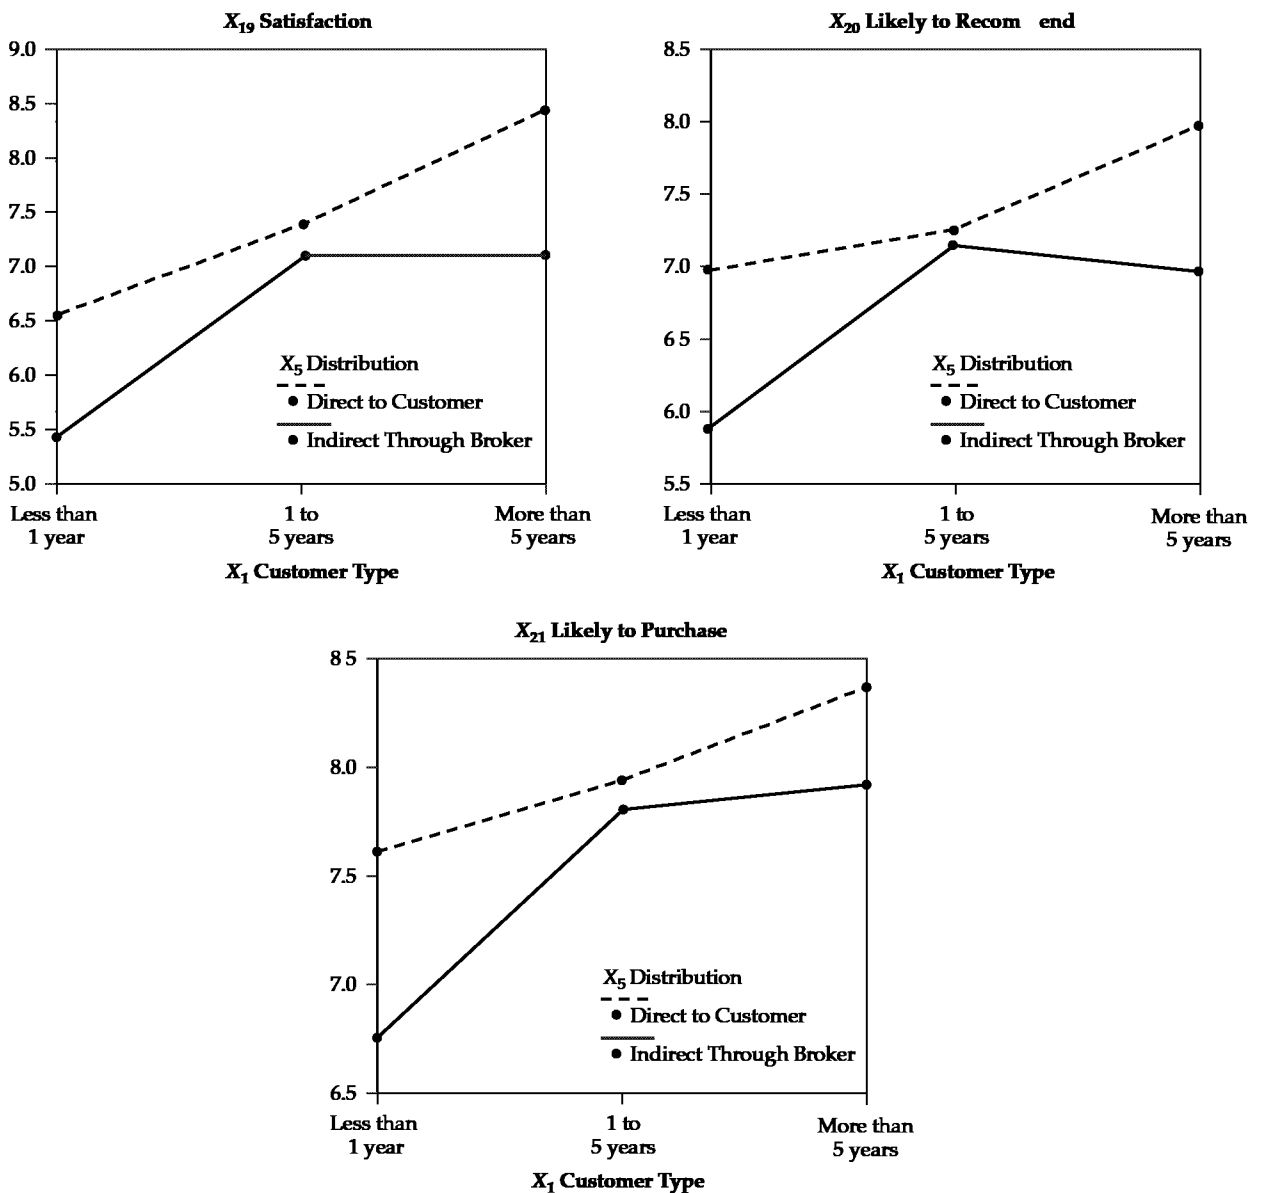 X19 Satisfaction
9.0
8.5
8.0
7.5
7.0
6.5
6.0
5.5
5.0
X5 Distribution
Direct to Customer
Indirect Through Broker
Less than
1 year
1 to
5 years
More than
5 years
X1 Customer Type
X20 Likely to Recom end
8.5
8.0
7.5
7.0
6 5
6.0
5.5
X5 Distribution
Direct to Customer
Indirect Through Broker
Less than
1 year
1 to
5 years
More than
5 years
X1 Customer Type
X21 Likely to Purchase
8 5
8.0
7.5
7.0
6.5
X5 Distribution
Direct to Customer
Indirect Through Broker
Less than
1 year
1 to
5 years
More than
5 years
X1 Customer Type